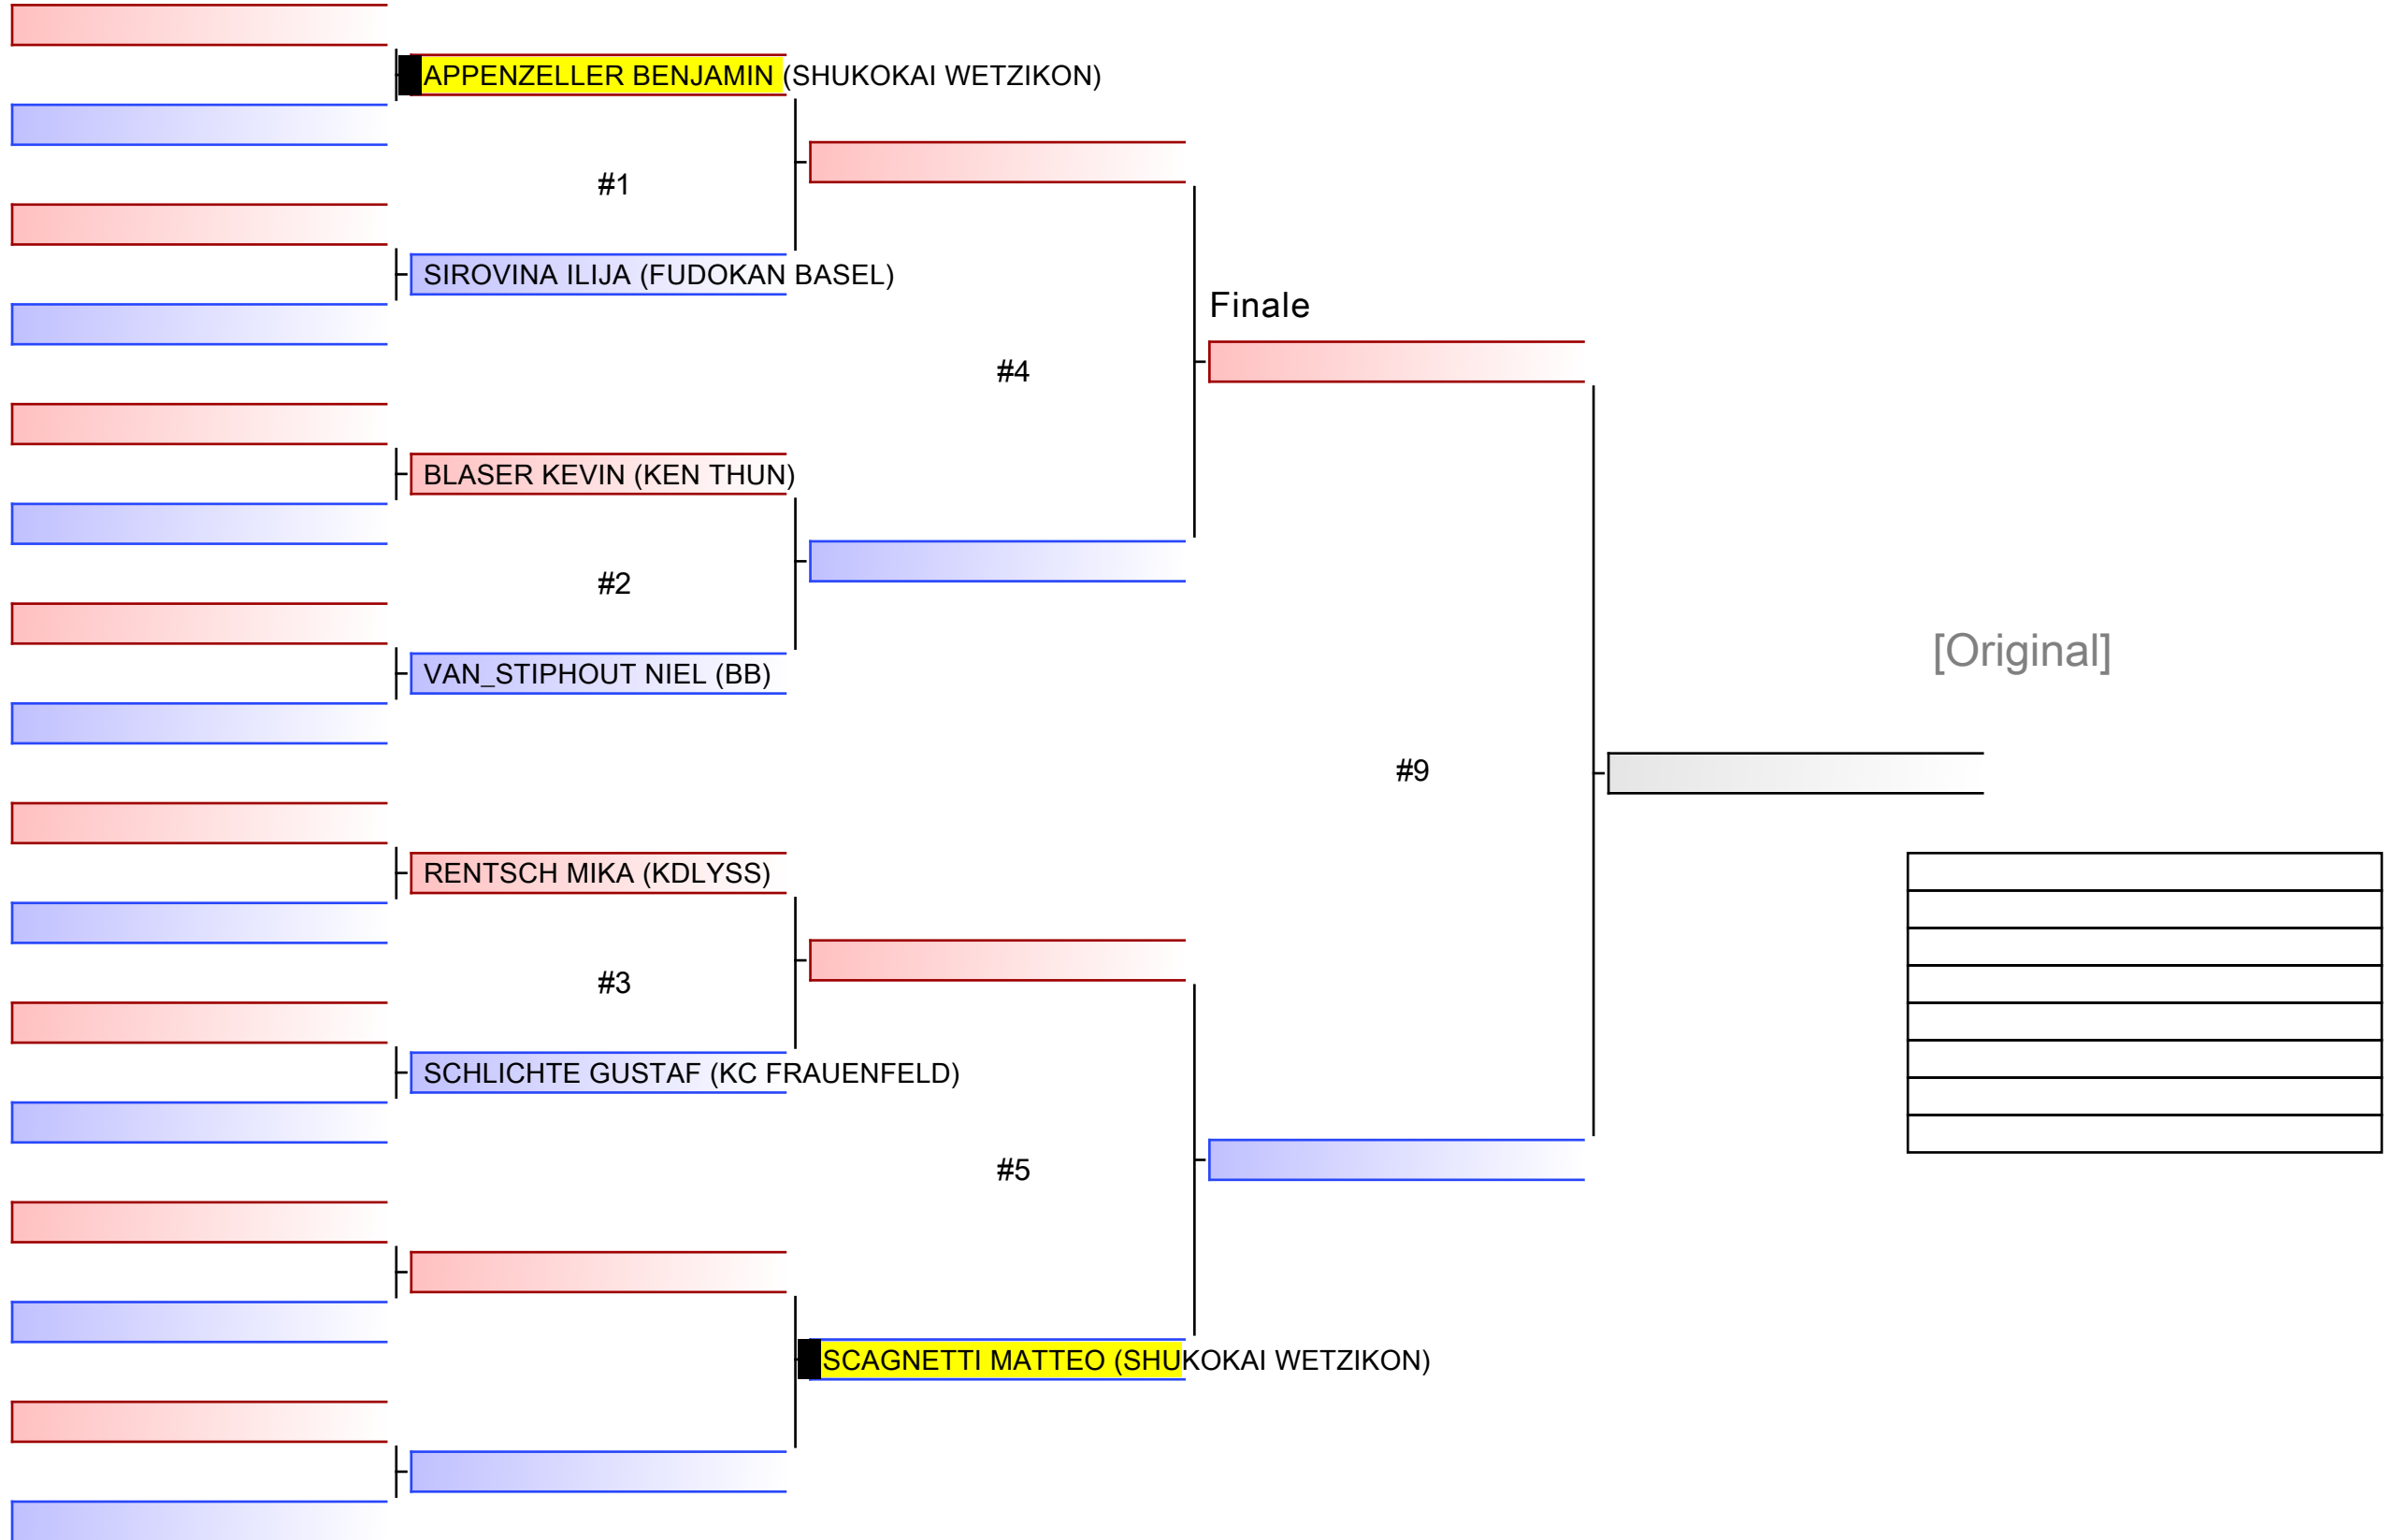 APPENZELLER BENJAMIN (SHUKOKAI WETZIKON)
#1
SIROVINA ILIJA (FUDOKAN BASEL)
Finale
#4
BLASER KEVIN (KEN THUN)
#2
VAN_STIPHOUT NIEL (BB)
[Original]
#9
RENTSCH MIKA (KDLYSS)
#3
SCHLICHTE GUSTAF (KC FRAUENFELD)
#5
SCAGNETTI MATTEO (SHUKOKAI WETZIKON)